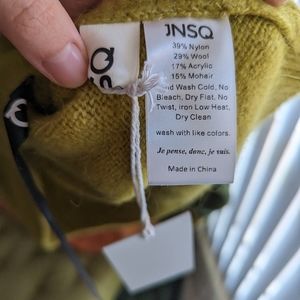 JNSQ
39% Nylon
29% Wool
17% Acrylic
15% Mohair
Wash Cold, No
Bleach, Dry Flat, No
Twist, iron Low Heat,
Dry Clean
wash with like colors.
Je pense, donc, je suis.
Made in China